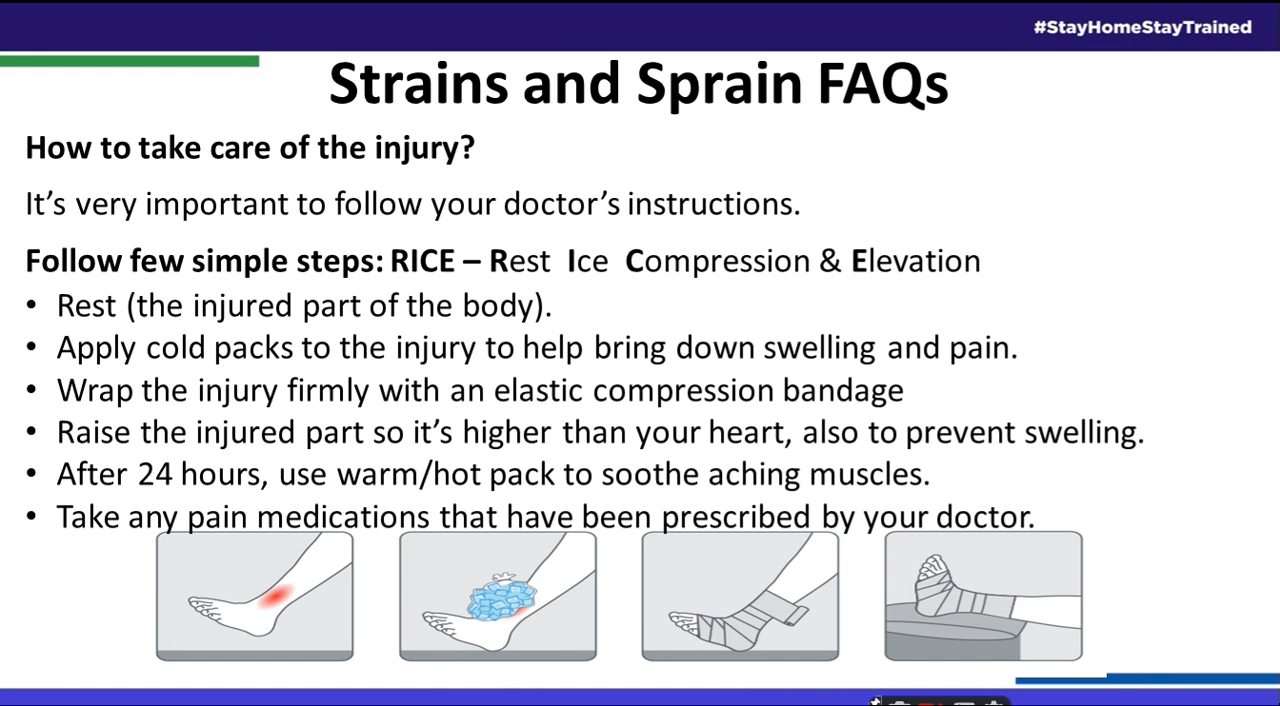 #StayHomeStayTrained
Strains and Sprain FAQs
How to take care of the injury?
It’s very important to follow your doctor’s instructions.
Follow few simple steps: RICE – Rest Ice Compression & Elevation
• Rest (the injured part of the body).
• Apply cold packs to the injury to help bring down swelling and pain.
• Wrap the injury firmly with an elastic compression bandage
• Raise the injured part so it’s higher than your heart, also to prevent swelling.
• After 24 hours, use warm/hot pack to soothe aching muscles.
• Take any pain medications that have been prescribed by your doctor.